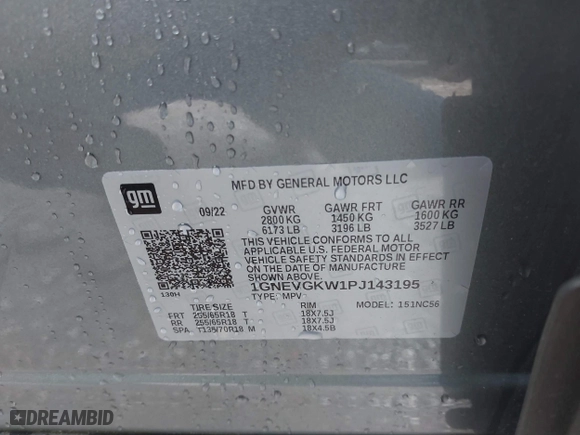 gm
MFD BY GENERAL MOTORS LLC
09/22 GVWR GAWR FRT GAWR RR
2800 KG 1450 KG 1600 KG
6173 LB 3196 LB 3527 LB
THIS VEHICLE CONFORMS TO ALL
APPLICABLE U.S. FEDERAL MOTOR
VEHICLE SAFETY STANDARDS IN EFFECT
ON THE DATE OF MANUFACTURE
SHOWN ABOVE.
130H 1GNEVGKW1PJ143195
TYPE: MPV MODEL: 151NC56
TIRE SIZE RIM
FRT 255/65R18 T 18X7.5J
RR 255/65R18 T 18X7.5J
SPA T135/70R18 M 18X4.5B
DREAMBID